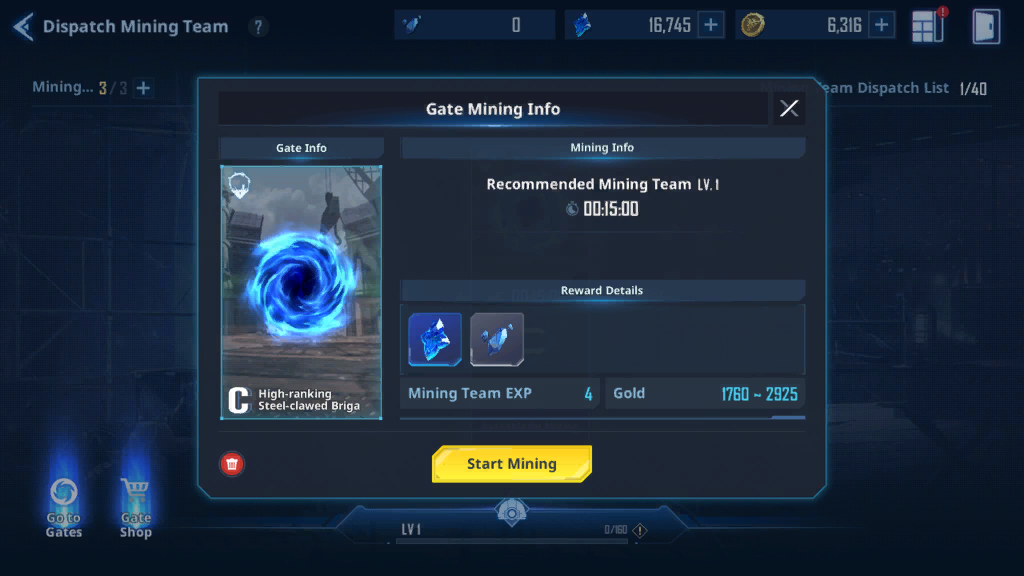 Dispatch Mining Team ?
0
16,745 +
6,316 +
Mining... 3/3 +
eam Dispatch List 1/40
Gate Mining Info
Gate Info
Mining Info
Recommended Mining Team LV.1
00:15:00
Reward Details
C High-ranking
Steel-clawed Briga
Mining Team EXP 4
Gold 1760 ~ 2925
Start Mining
Go to
Gates
Gate
Shop
LV 1
0/160